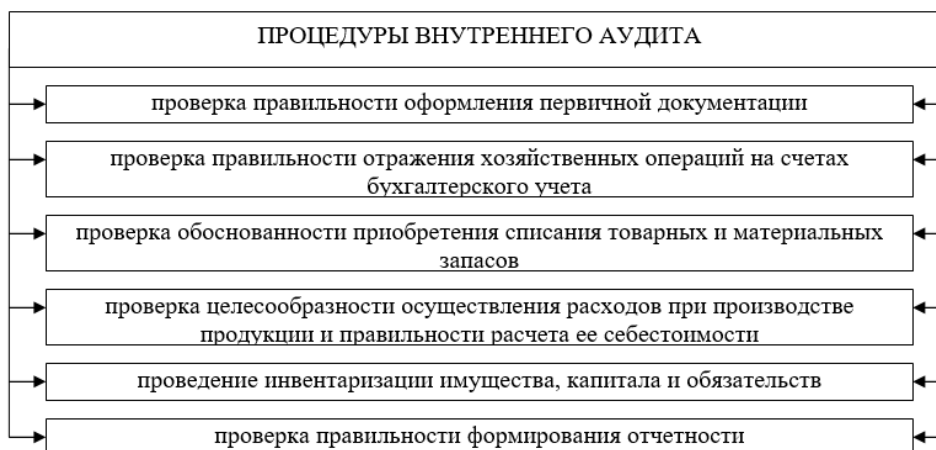 ПРОЦЕДУРЫ ВНУТРЕННЕГО АУДИТА
проверка правильности оформления первичной документации
проверка правильности отражения хозяйственных операций на счетах
бухгалтерского учета
проверка обоснованности приобретения списания товарных и материальных
запасов
проверка целесообразности осуществления расходов при производстве
продукции и правильности расчета ее себестоимости
проведение инвентаризации имущества, капитала и обязательств
проверка правильности формирования отчетности